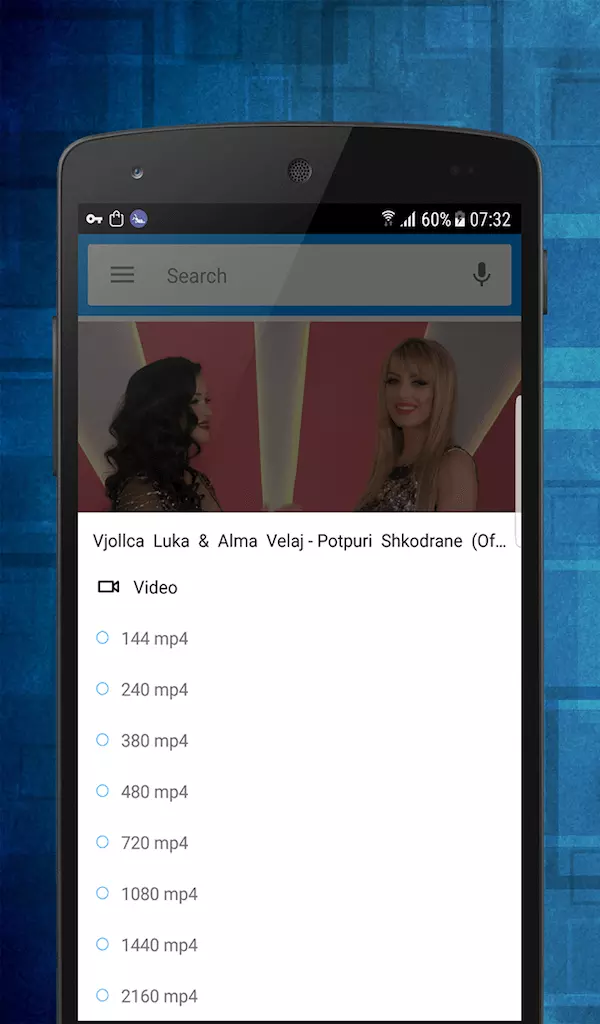 60% 07:32
Search
Vjollca Luka & Alma Velaj - Potpuri Shkodrane (Of...
Video
144 mp4
240 mp4
380 mp4
480 mp4
720 mp4
1080 mp4
1440 mp4
2160 mp4